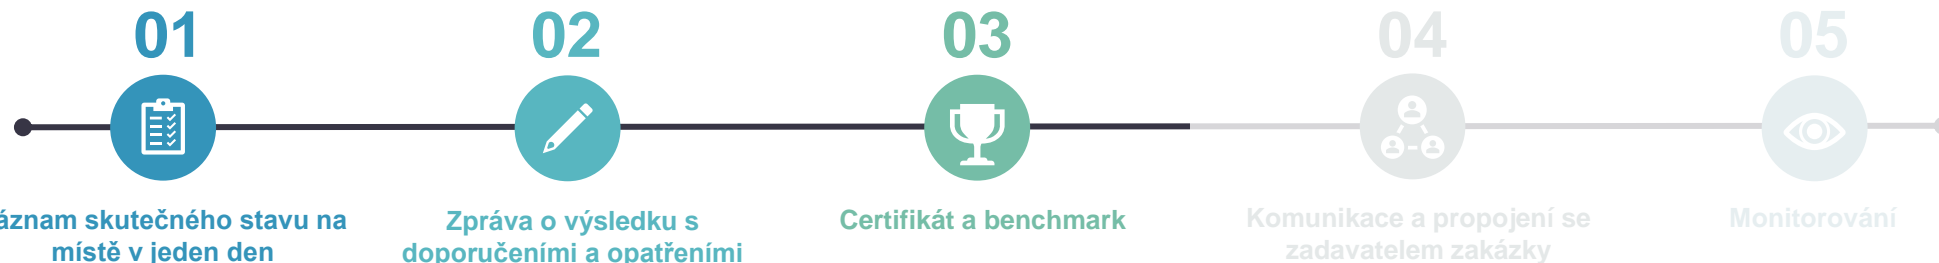 01
02
03
04
05
áznam skutečného stavu na
místě v jeden den
Zpráva o výsledku s
doporučeními a opatřeními
Certifikát a benchmark
Komunikace a propojení se
zadavatelem zakázky
Monitorování